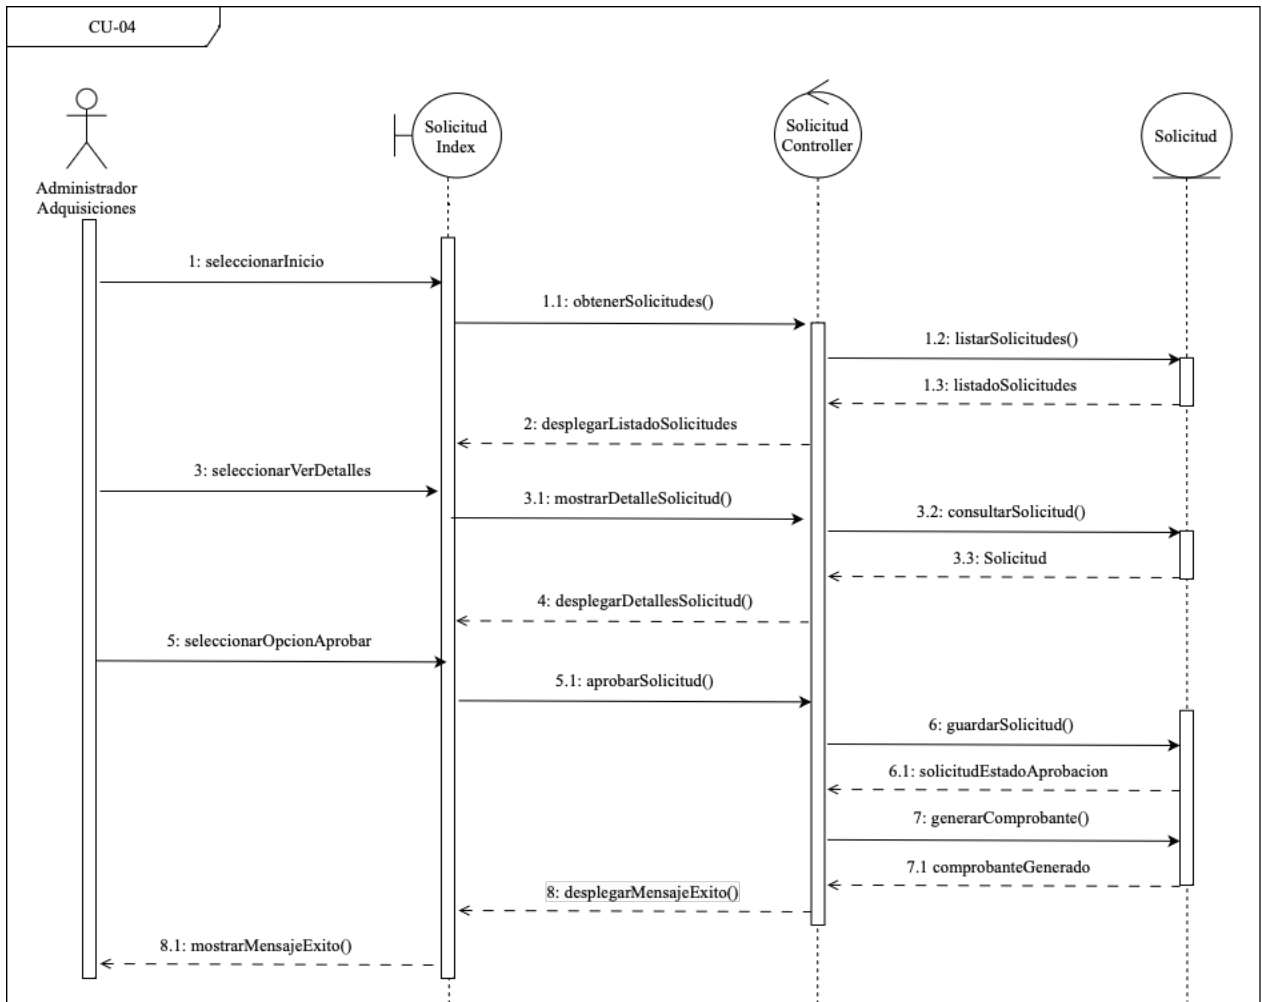 CU-04
Solicitud
Index
Solicitud
Controller
Solicitud
Administrador
Adquisiciones
1: seleccionarInicio
1.1: obtenerSolicitudes()
1.2: listarSolicitudes()
1.3: listadoSolicitudes
2: desplegarListadoSolicitudes
3: seleccionarVerDetalles
3.1: mostrarDetalleSolicitud()
3.2: consultarSolicitud()
3.3: Solicitud
4: desplegarDetallesSolicitud()
5: seleccionarOpcionAprobar
5.1: aprobarSolicitud()
6: guardarSolicitud()
6.1: solicitudEstadoAprobacion
7: generarComprobante()
7.1 comprobanteGenerado
8: desplegarMensajeExito()
8.1: mostrarMensajeExito()